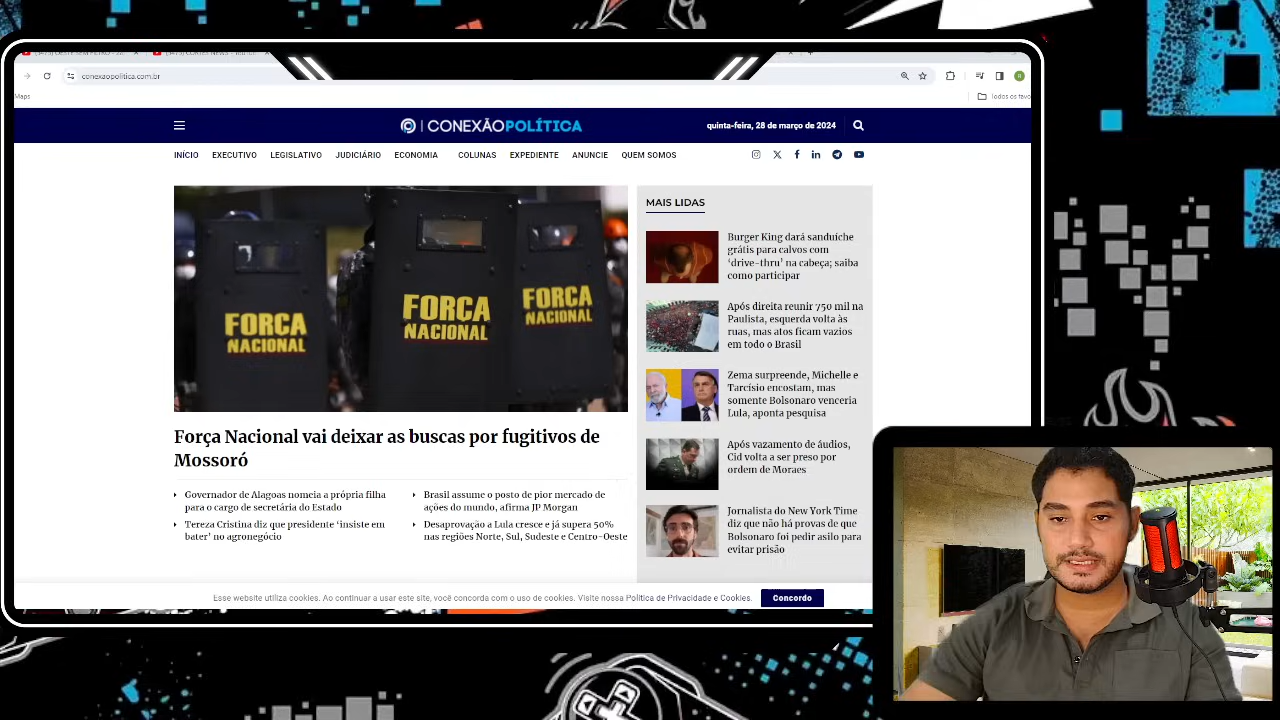 conexaopolitica.com.br
Maps
Todos os favo
CONEXÃOPOLÍTICA
quinta-feira, 28 de março de 2024
INÍCIO EXECUTIVO LEGISLATIVO JUDICIÁRIO ECONOMIA COLUNAS EXPEDIENTE ANUNCIE QUEM SOMOS
FORÇA
NACIONAL
FORÇA
NACIONAL
FORÇA
NACIONAL
Força Nacional vai deixar as buscas por fugitivos de
Mossoró
Governador de Alagoas nomeia a própria filha
para o cargo de secretária do Estado
Tereza Cristina diz que presidente ‘insiste em
bater’ no agronegócio
Brasil assume o posto de pior mercado de
ações do mundo, afirma JP Morgan
Desaprovação a Lula cresce e já supera 50%
nas regiões Norte, Sul, Sudeste e Centro-Oeste
MAIS LIDAS
Burger King dará sanduíche
grátis para calvos com
‘drive-thru’ na cabeça; saiba
como participar
Após direita reunir 750 mil na
Paulista, esquerda volta às
ruas, mas atos ficam vazios
em todo o Brasil
Zema surpreende, Michelle e
Tarcísio encostam, mas
somente Bolsonaro venceria
Lula, aponta pesquisa
Após vazamento de áudios,
Cid volta a ser preso por
ordem de Moraes
Jornalista do New York Time
diz que não há provas de que
Bolsonaro foi pedir asilo para
evitar prisão
Esse website utiliza cookies. Ao continuar a usar este site, você concorda com o uso de cookies. Visite nossa Política de Privacidade e Cookies.
Concordo